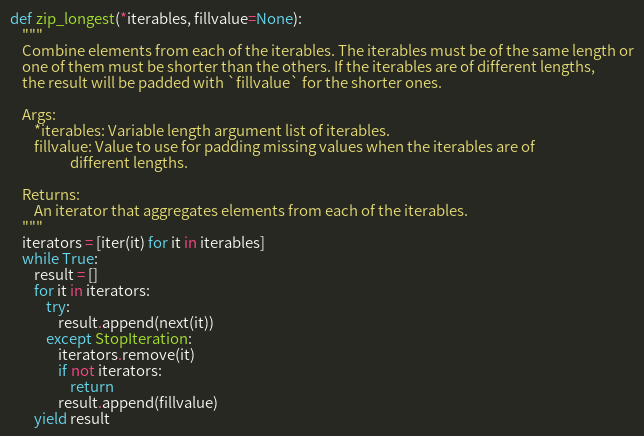 def zip_longest(*iterables, fillvalue=None):
    """
    Combine elements from each of the iterables. The iterables must be of the same length or
    one of them must be shorter than the others. If the iterables are of different lengths,
    the result will be padded with `fillvalue` for the shorter ones.

    Args:
        *iterables: Variable length argument list of iterables.
        fillvalue: Value to use for padding missing values when the iterables are of
                    different lengths.

    Returns:
        An iterator that aggregates elements from each of the iterables.
    """
    iterators = [iter(it) for it in iterables]
    while True:
        result = []
        for it in iterators:
            try:
                result.append(next(it))
            except StopIteration:
                iterators.remove(it)
                if not iterators:
                    return
                result.append(fillvalue)
        yield result